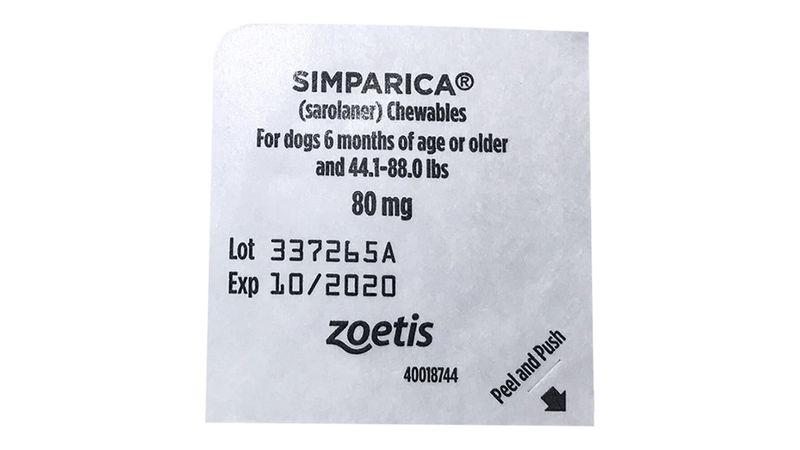 SIMPARICA®
(sarolaner) Chewables
For dogs 6 months of age or older
and 44.1-88.0 lbs
80 mg
Lot 337265A
Exp 10/2020
zoetis
40018744
Peel and Push